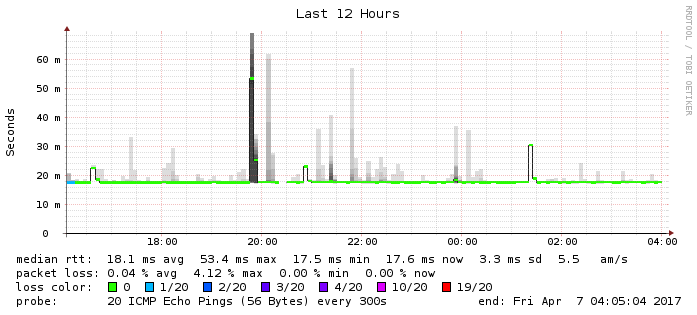 Last 12 Hours
RRDTOOL / TOBI OETIKER
Seconds
60 m
50 m
40 m
30 m
20 m
10 m
0
18:00 20:00 22:00 00:00 02:00 04:00
median rtt: 18.1 ms avg 53.4 ms max 17.5 ms min 17.6 ms now 3.3 ms sd 5.5 am/s
packet loss: 0.04 % avg 4.12 % max 0.00 % min 0.00 % now
loss color: 0 1/20 2/20 3/20 4/20 10/20 19/20
probe: 20 ICMP Echo Pings (56 Bytes) every 300s end: Fri Apr 7 04:05:04 2017